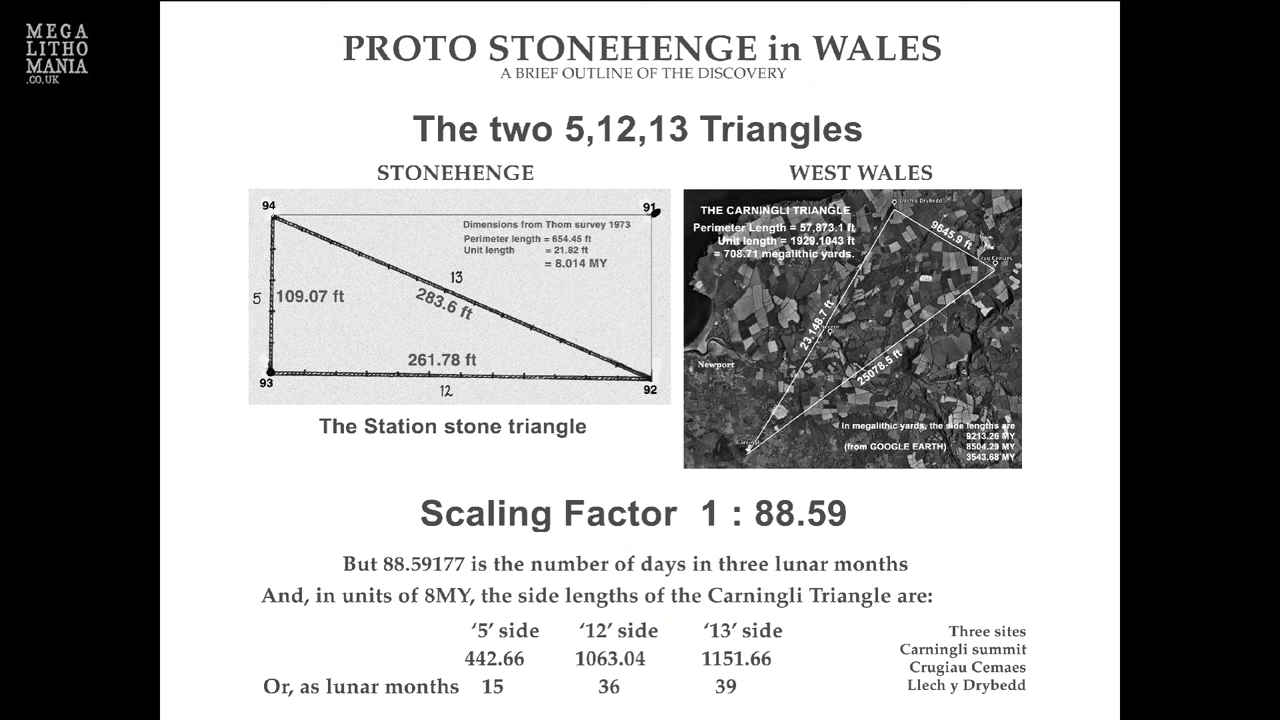 MEGA
LITHO
MANIA
.CO.UK
PROTO STONEHENGE in WALES
A BRIEF OUTLINE OF THE DISCOVERY
The two 5,12,13 Triangles
STONEHENGE
WEST WALES
94
91
Dimensions from Thom survey 1973
Perimeter length = 654.45 ft
Unit length = 21.82 ft
= 8.014 MY
13
5
109.07 ft
283.6 ft
261.78 ft
93
12
92
The Station stone triangle
Llech y Drybedd
THE CARNINGLI TRIANGLE
Perimeter Length = 57,873.1 ft
Unit length = 1929.1043 ft
= 708.71 megalithic yards.
9645.9 ft
Crug Cemaes
23,148.7 ft
25078.5 ft
Newport
Carningli
In megalithic yards, the side lengths are
9213.26 MY
(from GOOGLE EARTH) 8504.29 MY
3543.68 MY
Scaling Factor 1 : 88.59
But 88.59177 is the number of days in three lunar months
And, in units of 8MY, the side lengths of the Carningli Triangle are:
‘5’ side ‘12’ side ‘13’ side
442.66 1063.04 1151.66
Or, as lunar months 15 36 39
Three sites
Carningli summit
Crugiau Cemaes
Llech y Drybedd